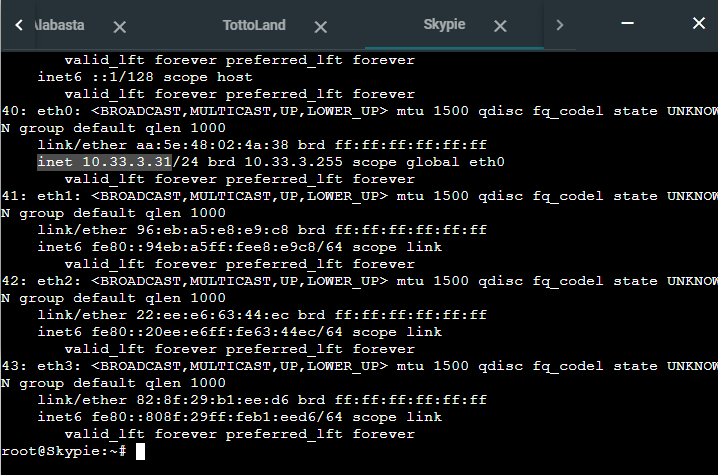 Alabasta TottoLand Skypie
valid_lft forever preferred_lft forever
inet6 ::1/128 scope host
valid_lft forever preferred_lft forever
40: eth0: <BROADCAST,MULTICAST,UP,LOWER_UP> mtu 1500 qdisc fq_codel state UNKNOW
N group default qlen 1000
link/ether aa:5e:48:02:4a:38 brd ff:ff:ff:ff:ff:ff
inet 10.33.3.31/24 brd 10.33.3.255 scope global eth0
valid_lft forever preferred_lft forever
41: eth1: <BROADCAST,MULTICAST,UP,LOWER_UP> mtu 1500 qdisc fq_codel state UNKNOW
N group default qlen 1000
link/ether 96:eb:a5:e8:e9:c8 brd ff:ff:ff:ff:ff:ff
inet6 fe80::94eb:a5ff:fee8:e9c8/64 scope link
valid_lft forever preferred_lft forever
42: eth2: <BROADCAST,MULTICAST,UP,LOWER_UP> mtu 1500 qdisc fq_codel state UNKNOW
N group default qlen 1000
link/ether 22:ee:e6:63:44:ec brd ff:ff:ff:ff:ff:ff
inet6 fe80::20ee:e6ff:fe63:44ec/64 scope link
valid_lft forever preferred_lft forever
43: eth3: <BROADCAST,MULTICAST,UP,LOWER_UP> mtu 1500 qdisc fq_codel state UNKNOW
N group default qlen 1000
link/ether 82:8f:29:b1:ee:d6 brd ff:ff:ff:ff:ff:ff
inet6 fe80::808f:29ff:feb1:eed6/64 scope link
valid_lft forever preferred_lft forever
root@Skypie:~#